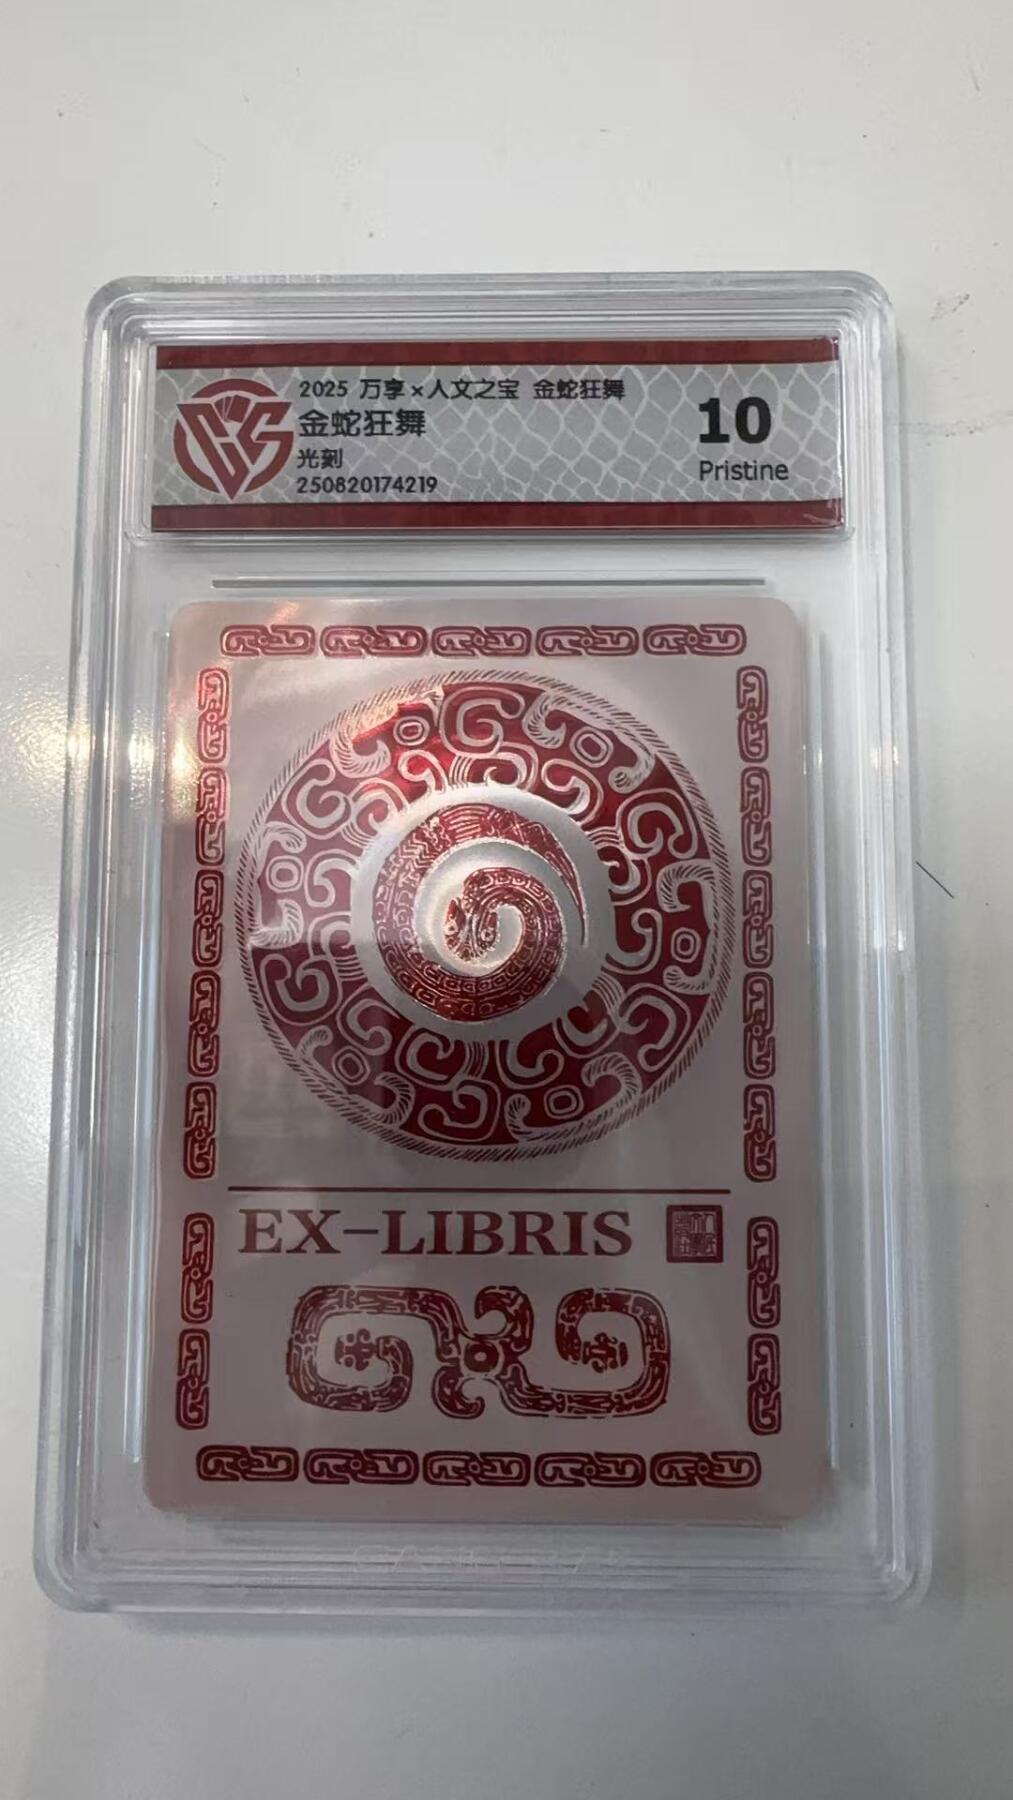 2025 万享×人文之宝 金蛇狂舞
金蛇狂舞
光刻
250820174219
10
Pristine
EX-LIBRIS